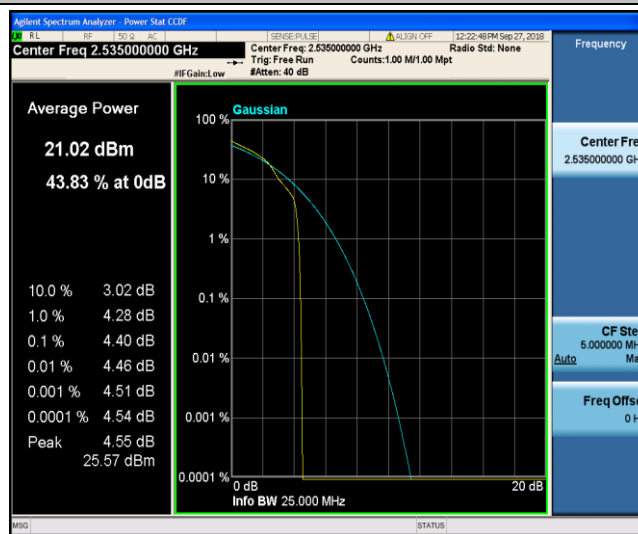 Agilent Spectrum Analyzer - Power Stat CCDF
RL RF 50 Ω AC SENSE:PULSE ALIGN OFF 12:22:48 PM Sep 27, 2018
Center Freq 2.535000000 GHz
Center Freq: 2.535000000 GHz Radio Std: None
Trig: Free Run Counts:1.00 M/1.00 Mpt
#IFGain:Low #Atten: 40 dB
Frequency
Average Power
21.02 dBm
43.83 % at 0dB
10.0 % 3.02 dB
1.0 % 4.28 dB
0.1 % 4.40 dB
0.01 % 4.46 dB
0.001 % 4.51 dB
0.0001 % 4.54 dB
Peak 4.55 dB
25.57 dBm
Gaussian
100 %
10 %
1 %
0.1 %
0.01 %
0.001 %
0.0001 %
0 dB 20 dB
Info BW 25.000 MHz
Center Fre
2.535000000 GH
CF Ste
5.000000 MH
Auto Ma
Freq Offse
0 H
MSG STATUS